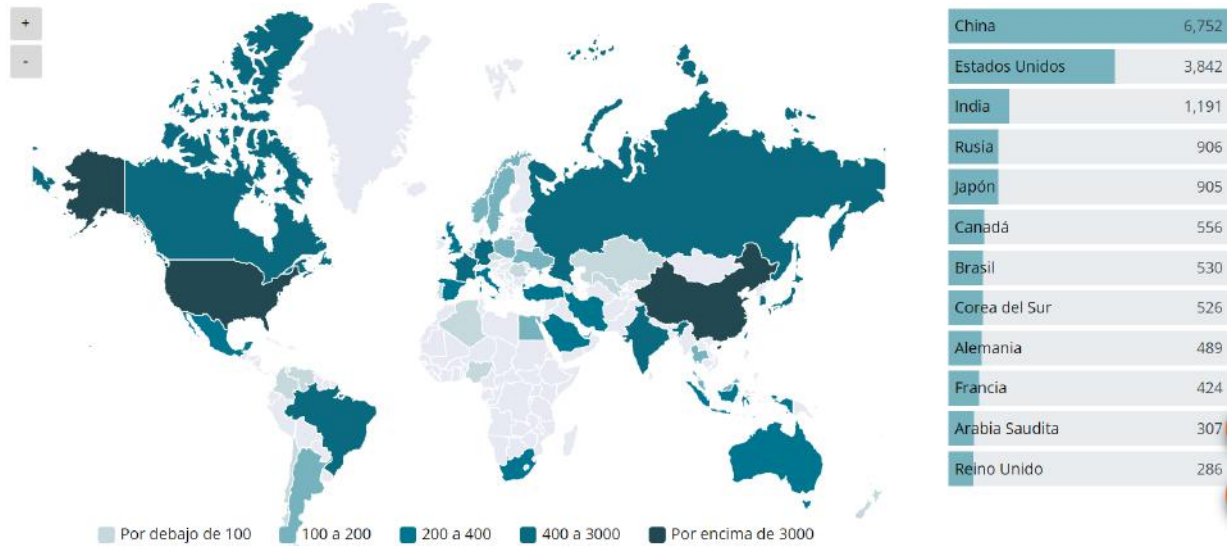 +
-
China 6,752
Estados Unidos 3,842
India 1,191
Rusia 906
Japón 905
Canadá 556
Brasil 530
Corea del Sur 526
Alemania 489
Francia 424
Arabia Saudita 307
Reino Unido 286
Por debajo de 100 100 a 200 200 a 400 400 a 3000 Por encima de 3000